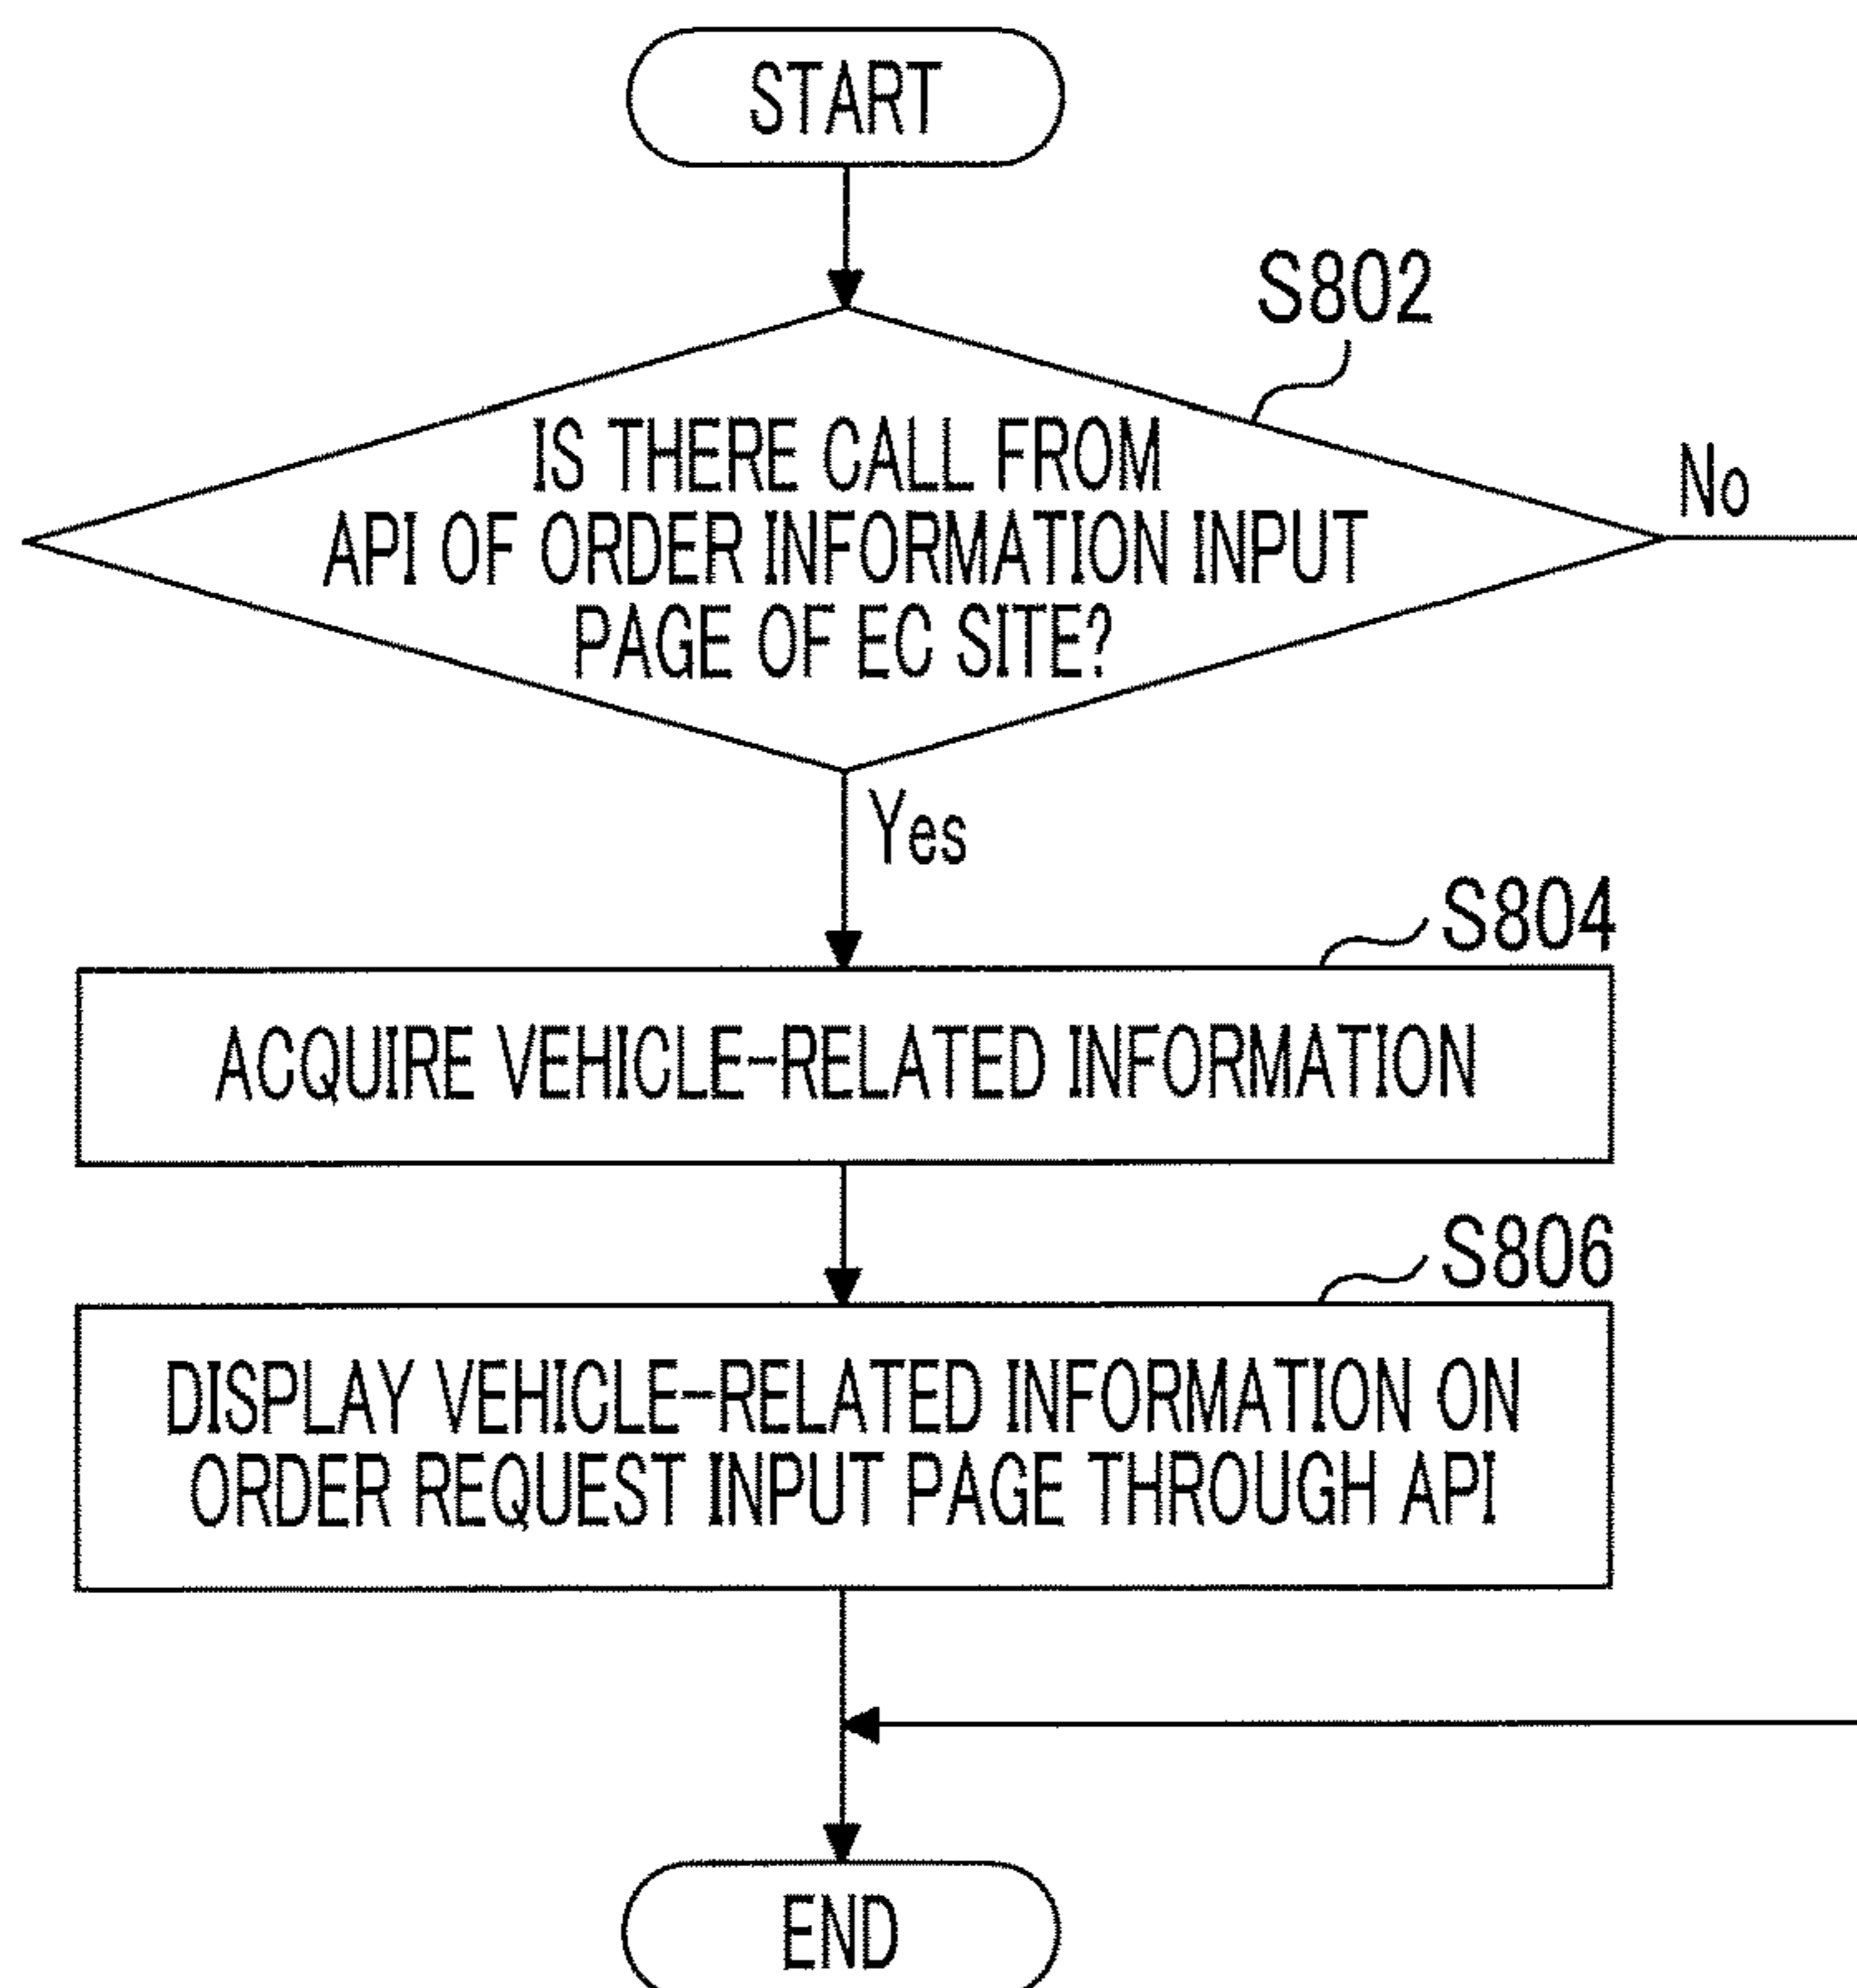 START
S802
IS THERE CALL FROM
API OF ORDER INFORMATION INPUT
PAGE OF EC SITE?
No
Yes
S804
ACQUIRE VEHICLE-RELATED INFORMATION
S806
DISPLAY VEHICLE-RELATED INFORMATION ON
ORDER REQUEST INPUT PAGE THROUGH API
END